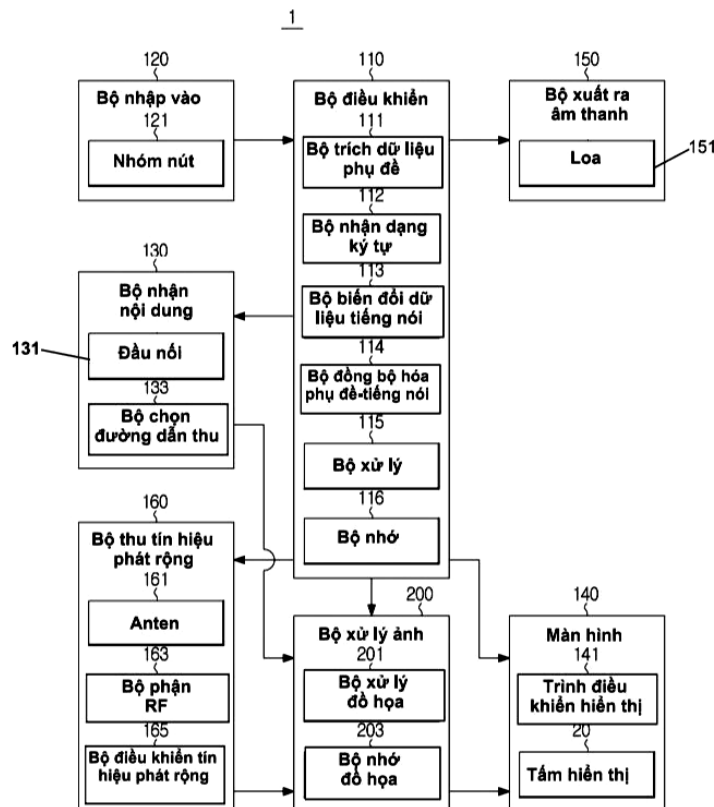 1
120
Bộ nhập vào
121
Nhóm nút
110
Bộ điều khiển
111
Bộ trích dữ liệu
phụ đề
112
Bộ nhận dạng
ký tự
113
Bộ biến đổi dữ
liệu tiếng nói
114
Bộ đồng bộ hóa
phụ đề-tiếng nói
115
Bộ xử lý
116
Bộ nhớ
150
Bộ xuất ra
âm thanh
Loa
151
130
Bộ nhận
nội dung
131
Đầu nối
133
Bộ chọn
đường dẫn thu
160
Bộ thu tín hiệu
phát rộng
161
Anten
163
Bộ phận
RF
165
Bộ điều khiển tín
hiệu phát rộng
200
Bộ xử lý ảnh
201
Bộ xử lý
đồ họa
203
Bộ nhớ
đồ họa
140
Màn hình
141
Trình điều
khiển hiển thị
20
Tấm hiển thị